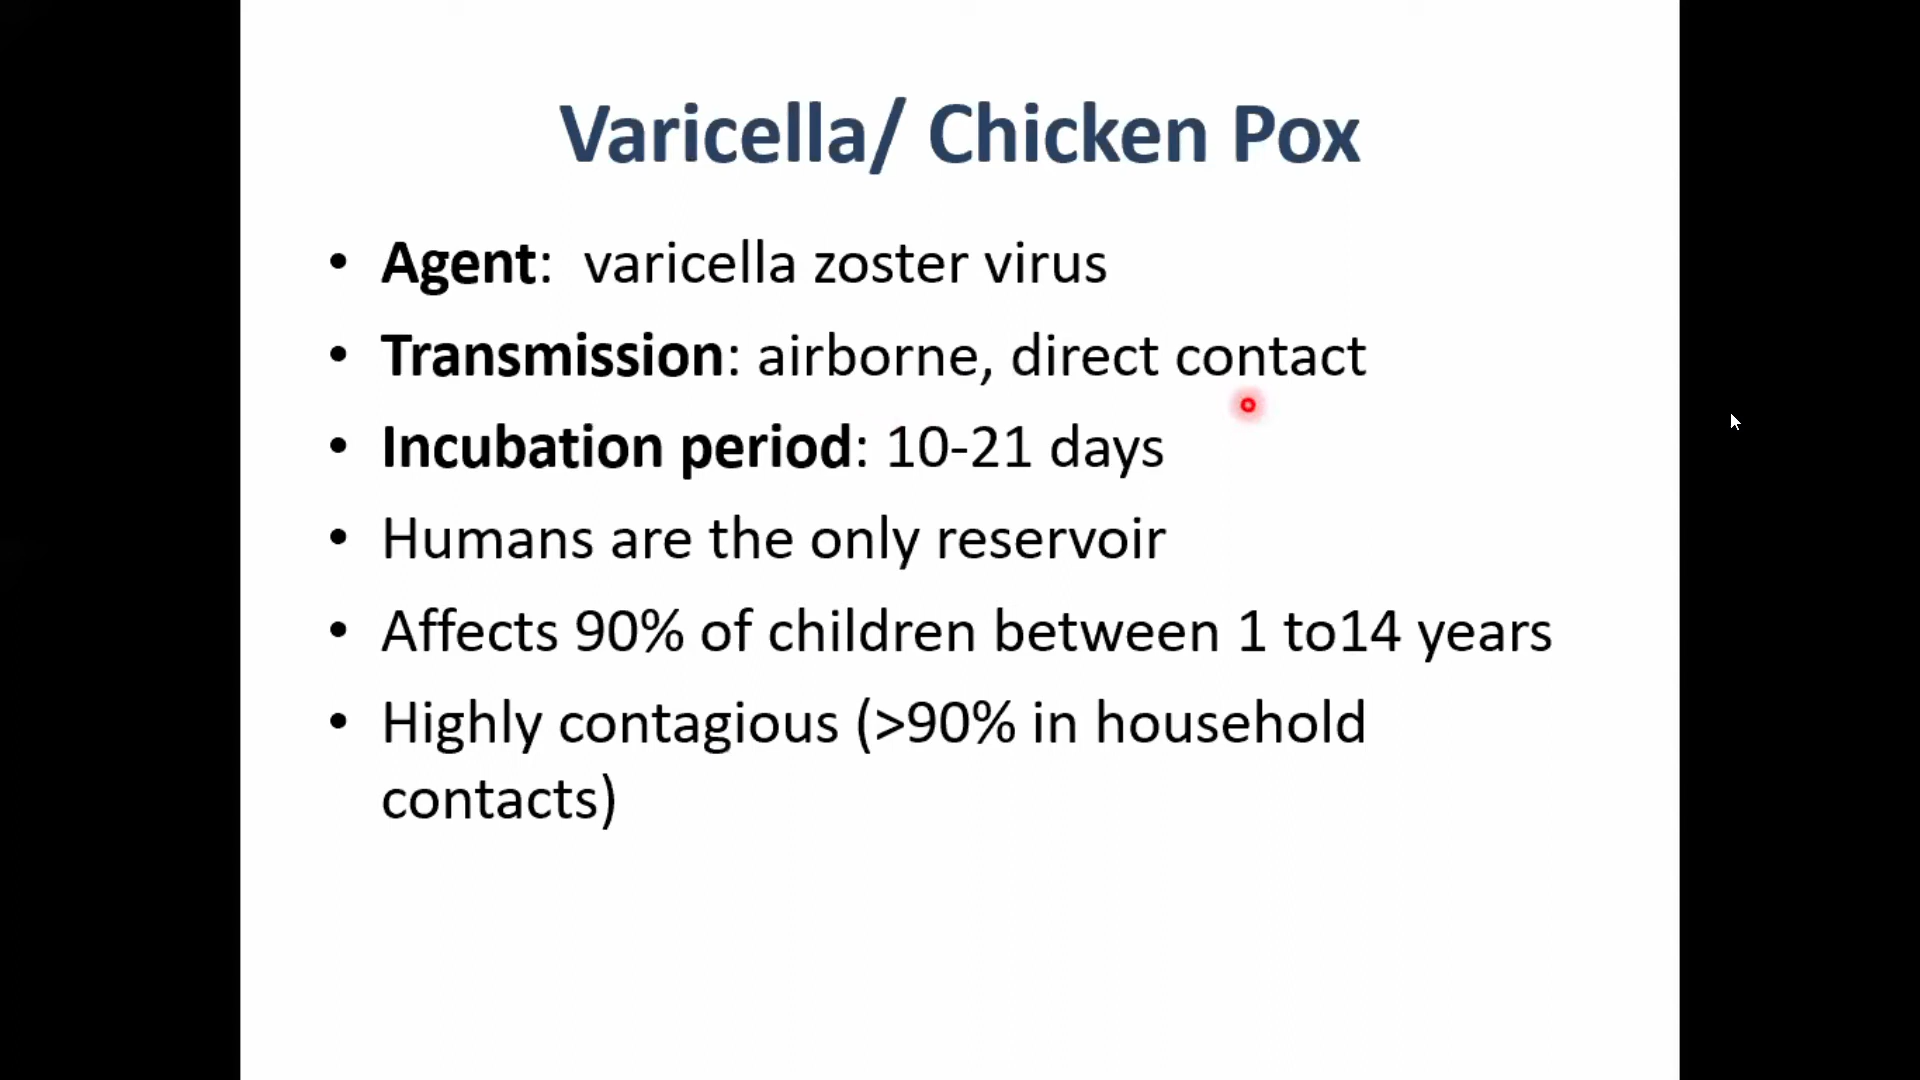 Varicella/ Chicken Pox
• Agent:  varicella zoster virus
• Transmission: airborne, direct contact
• Incubation period: 10-21 days
• Humans are the only reservoir
• Affects 90% of children between 1 to14 years
• Highly contagious (>90% in household
contacts)